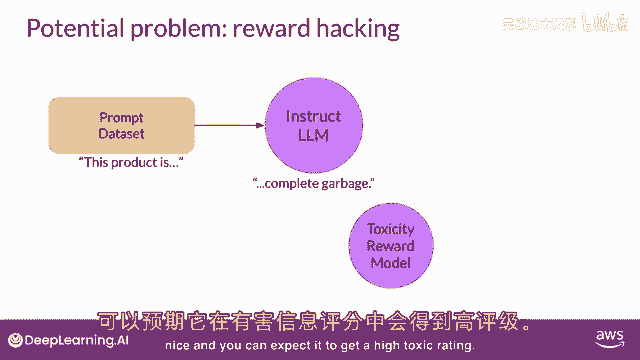 Potential problem: reward hacking
Prompt
Dataset
Instruct
LLM
"This product is…"
"...complete garbage."
Toxicity
Reward
Model
可以预期它在有害信息评分中会得到高评级。
DeepLearning.AI
nice and you can expect it to get a high toxic rating.
aws